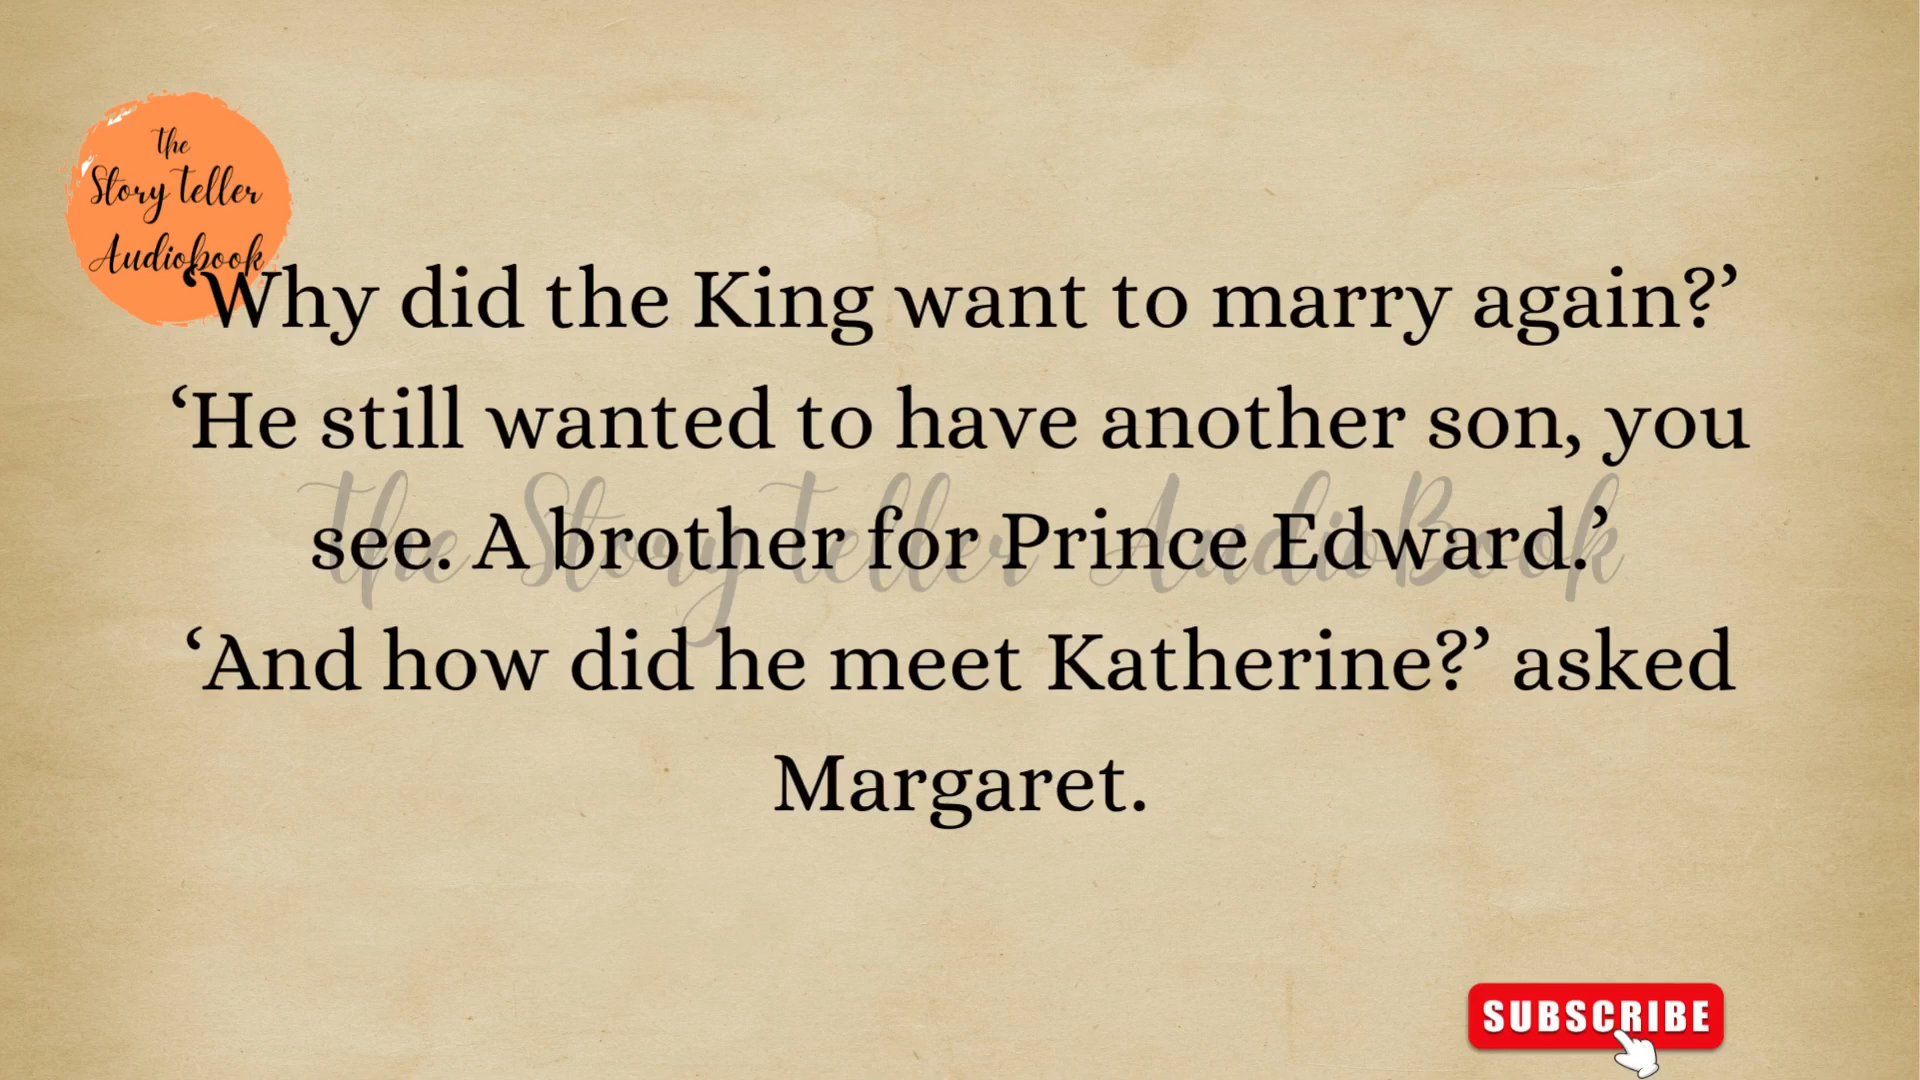 the
Story teller
Audiobook
‘Why did the King want to marry again?’
‘He still wanted to have another son, you
see. A brother for Prince Edward.’
the Story teller AudioBook
‘And how did he meet Katherine?’ asked
Margaret.
SUBSCRIBE